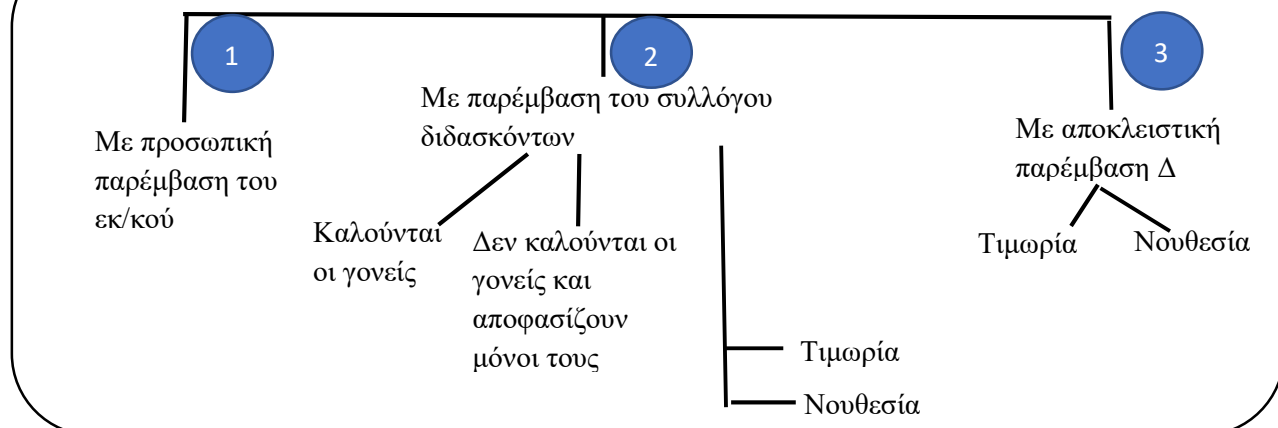 1
2
3
Με προσωπική
παρέμβαση του
εκ/κού
Με παρέμβαση του συλλόγου
διδασκόντων
Καλούνται
οι γονείς
Δεν καλούνται οι
γονείς και
αποφασίζουν
μόνοι τους
Τιμωρία
Νουθεσία
Με αποκλειστική
παρέμβαση Δ
Τιμωρία
Νουθεσία